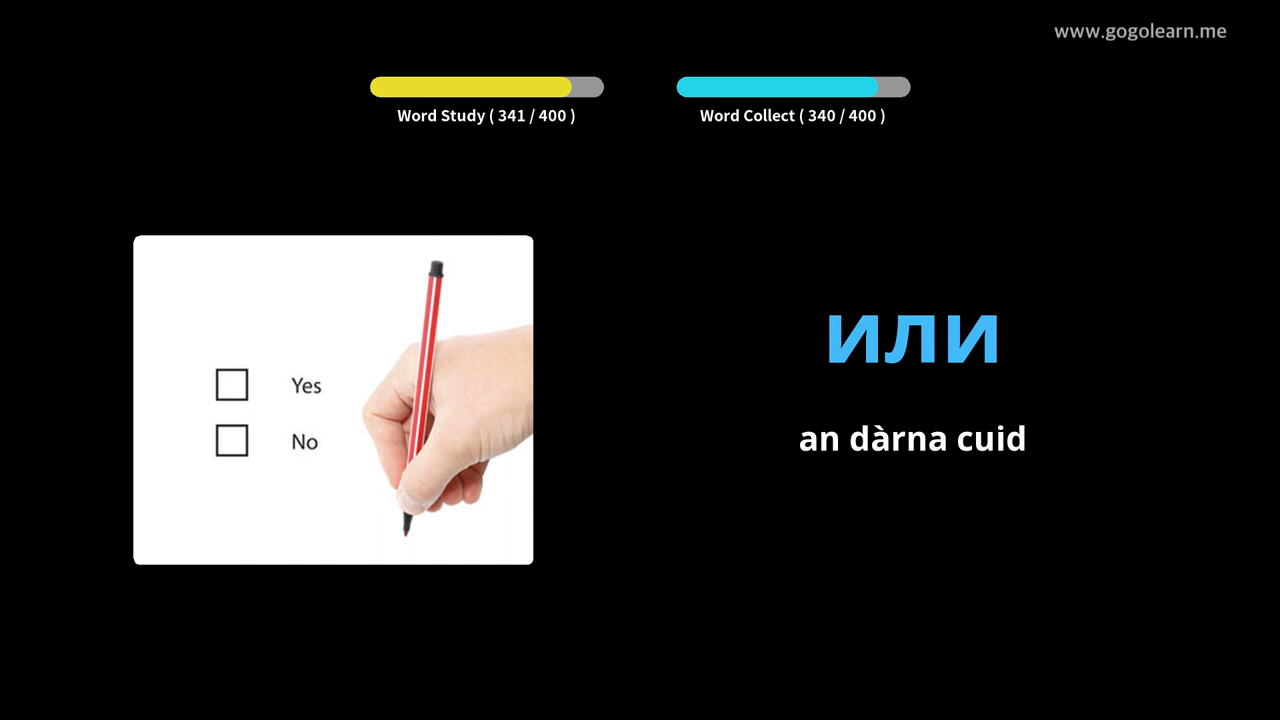 www.gogolearn.me
Word Study ( 341 / 400 )
Word Collect ( 340 / 400 )
Yes
No
или
an dàrna cuid